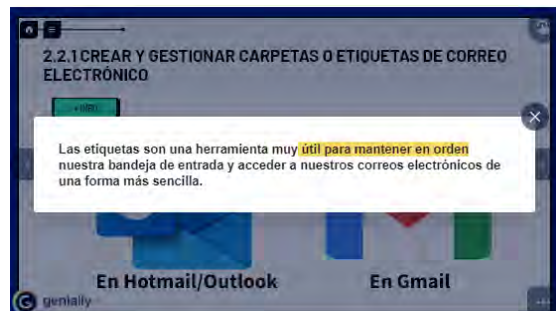 2.2.1 CREAR Y GESTIONAR CARPETAS O ETIQUETAS DE CORREO
ELECTRÓNICO
Las etiquetas son una herramienta muy útil para mantener en orden
nuestra bandeja de entrada y acceder a nuestros correos electrónicos de
una forma más sencilla.
En Hotmail/Outlook
En Gmail
genially